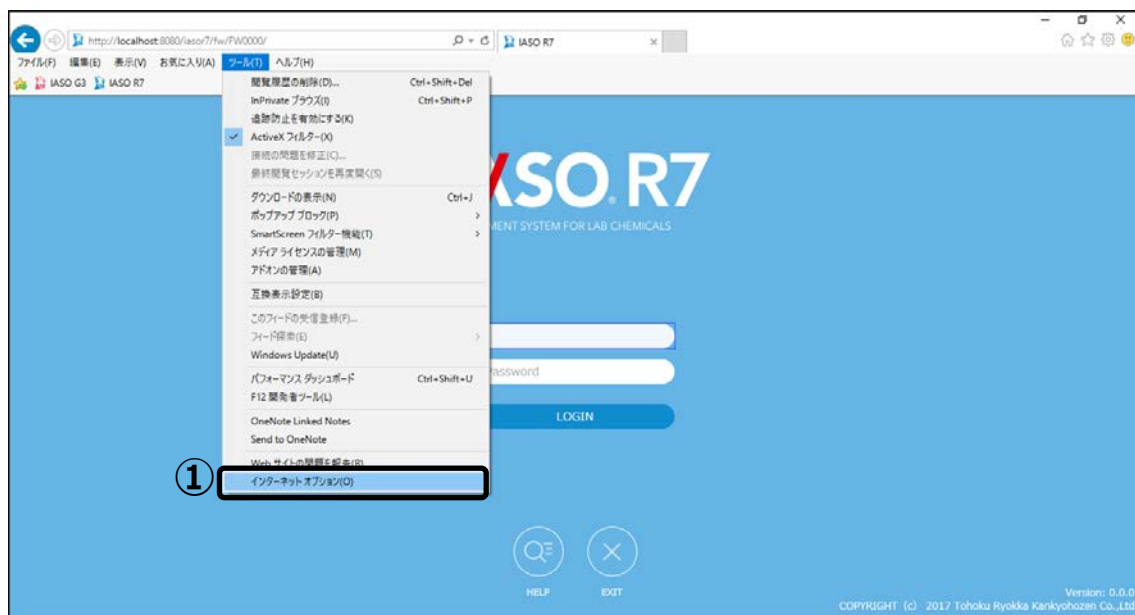 http://localhost:8080/iasor7/fw/FW0000/
IASO R7
ファイル(F) 編集(E) 表示(V) お気に入り(A) ツール(T) ヘルプ(H)
IASO G3 IASO R7
閲覧履歴の削除(D)... Ctrl+Shift+Del
InPrivate ブラウズ(I) Ctrl+Shift+P
追跡防止を有効にする(K)
ActiveX フィルター(X)
接続の問題を修正(C)...
最終閲覧セッションを再度開く(S)
ダウンロードの表示(N) Ctrl+J
ポップアップ ブロック(P)
SmartScreen フィルター機能(T)
メディア ライセンスの管理(M)
アドオンの管理(A)
互換表示設定(B)
このフィードの受信登録(F)...
フィード探索(E)
Windows Update(U)
パフォーマンス ダッシュボード Ctrl+Shift+U
F12 開発者ツール(L)
OneNote Linked Notes
Send to OneNote
Web サイトの問題を報告(R)
① インターネット オプション(O)
ASO R7
MENT SYSTEM FOR LAB CHEMICALS
assword
LOGIN
HELP EXIT
Version: 0.0.0
COPYRIGHT (c) 2017 Tohoku Ryokka Kankyohozen Co.,Ltd